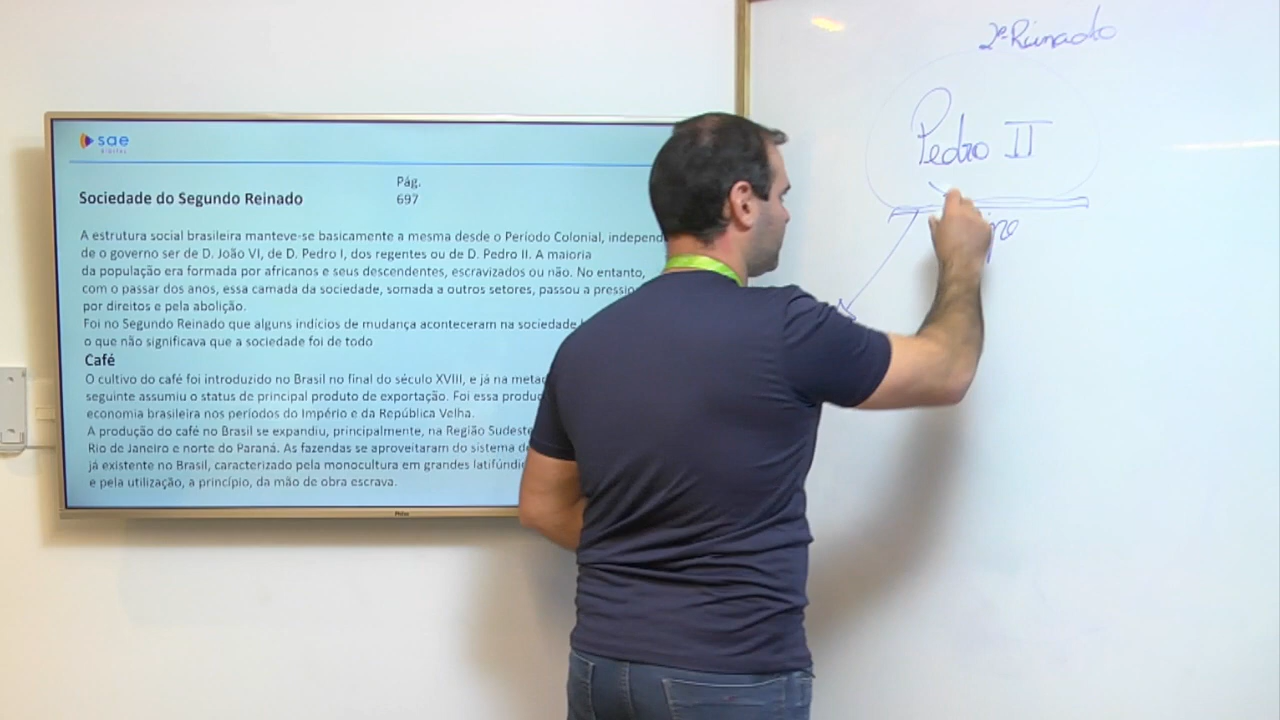 sae
DIGITAL
Sociedade do Segundo Reinado
Pág.
697
A estrutura social brasileira manteve-se basicamente a mesma desde o Período Colonial, independ
de o governo ser de D. João VI, de D. Pedro I, dos regentes ou de D. Pedro II. A maioria
da população era formada por africanos e seus descendentes, escravizados ou não. No entanto,
com o passar dos anos, essa camada da sociedade, somada a outros setores, passou a pressio
por direitos e pela abolição.
Foi no Segundo Reinado que alguns indícios de mudança aconteceram na sociedade
o que não significava que a sociedade foi de todo
Café
O cultivo do café foi introduzido no Brasil no final do século XVIII, e já na metad
seguinte assumiu o status de principal produto de exportação. Foi essa produç
economia brasileira nos períodos do Império e da República Velha.
A produção do café no Brasil se expandiu, principalmente, na Região Sudeste
Rio de Janeiro e norte do Paraná. As fazendas se aproveitaram do sistema de
já existente no Brasil, caracterizado pela monocultura em grandes latifúndio
e pela utilização, a princípio, da mão de obra escrava.
Philco
2º Reinado
Pedro II